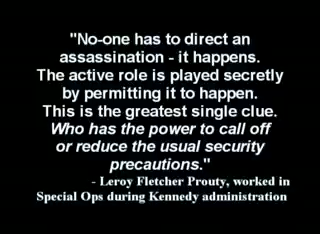 "No-one has to direct an
assassination - it happens.
The active role is played secretly
by permitting it to happen.
This is the greatest single clue.
Who has the power to call off
or reduce the usual security
precautions."
- Leroy Fletcher Prouty, worked in
Special Ops during Kennedy administration